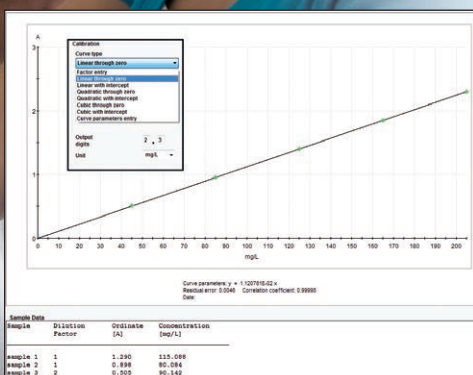 A
3
2
1
0
0 10 20 30 40 50 60 70 80 90 100 110 120 130 140 150 160 170 180 190 200
mg/L
Calibration
Curve type
Linear through zero
Factor entry
Linear through zero
Linear with intercept
Quadratic through zero
Quadratic with intercept
Cubic through zero
Cubic with intercept
Curve parameters entry
Output digits
2 , 3
Unit
mg/L
Curve parameters: y = 1.1207816-02 x
Residual error: 0.0046 Correlation coefficient: 0.99995
Date:
Sample Data
Sample Dilution Ordinate Concentration
Factor [A] [mg/L]
sample 1 1 1.290 115.088
sample 2 1 0.898 80.084
sample 3 2 0.505 90.142